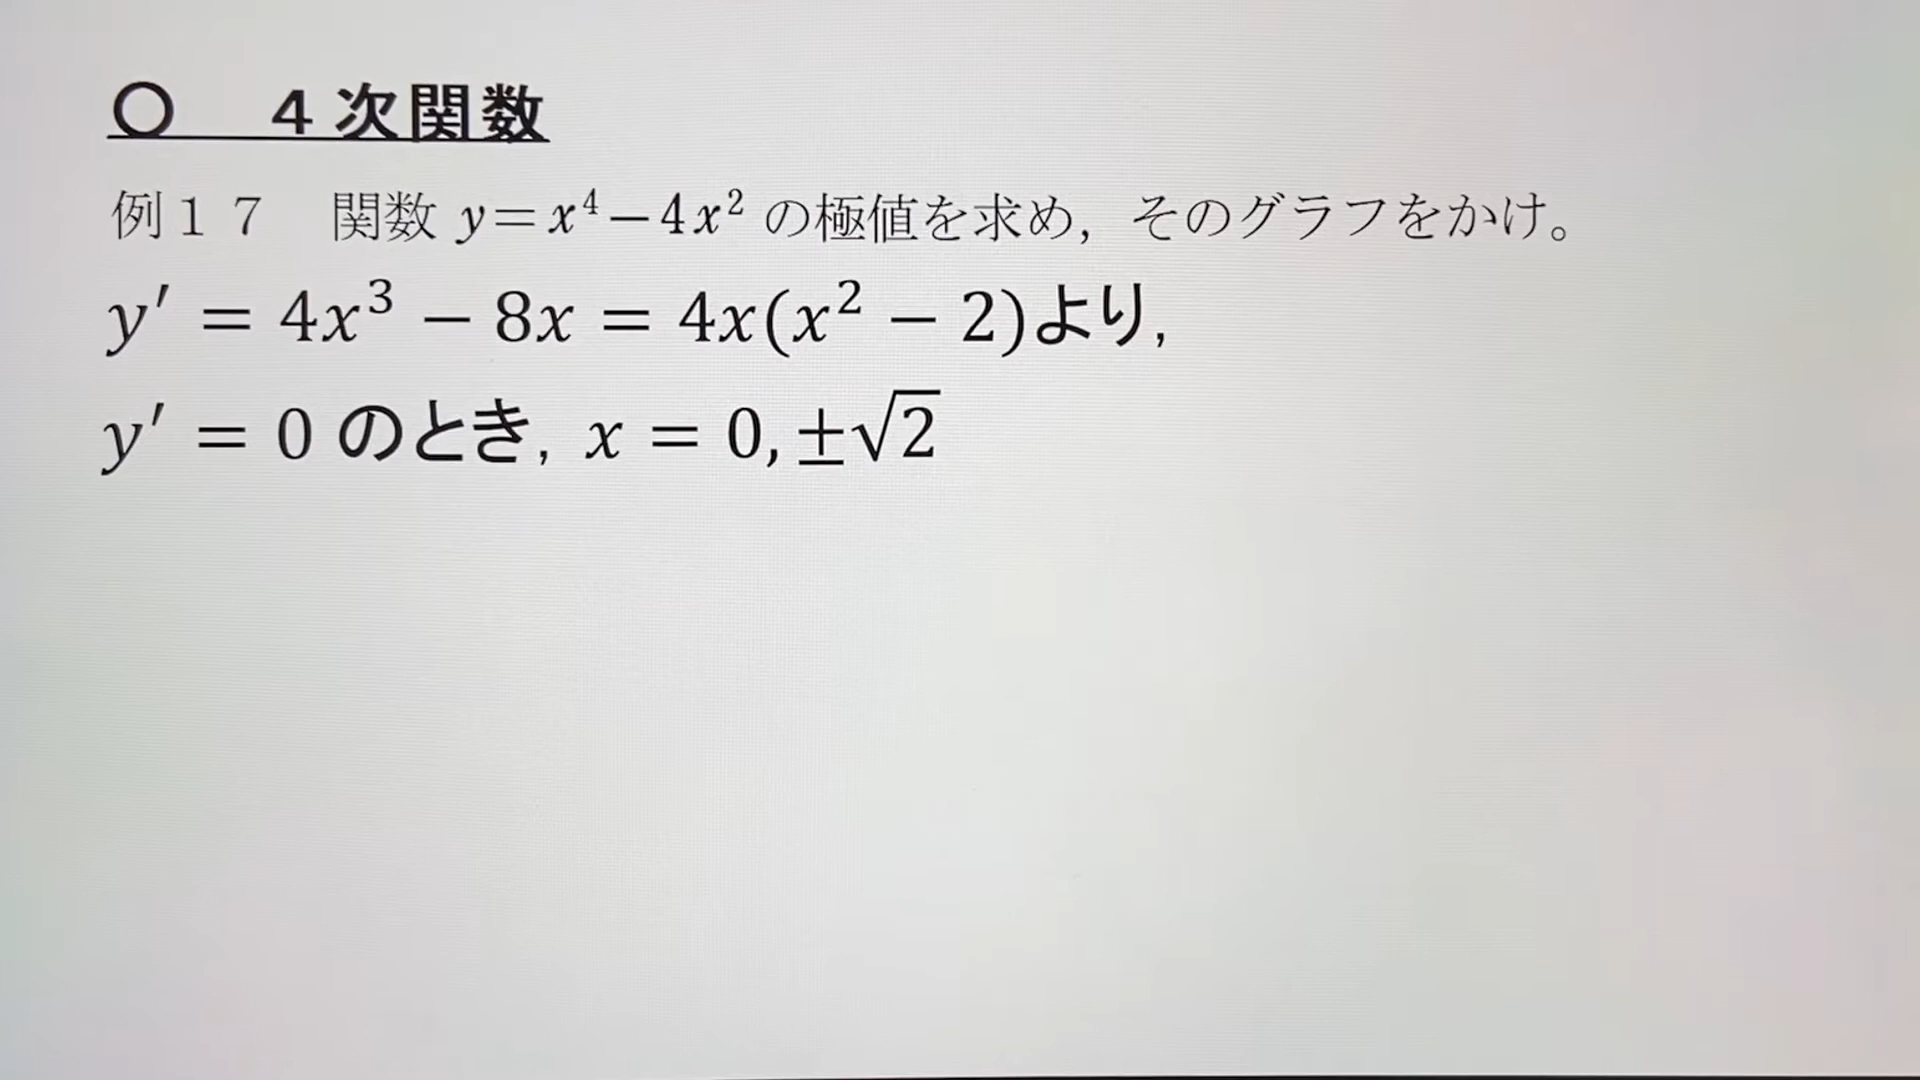 〇　４次関数
例１７　関数 y=x⁴−4x² の極値を求め，そのグラフをかけ。
y′ = 4x³ − 8x = 4x(x² − 2)より,
y′ = 0 のとき, x = 0, ±√2